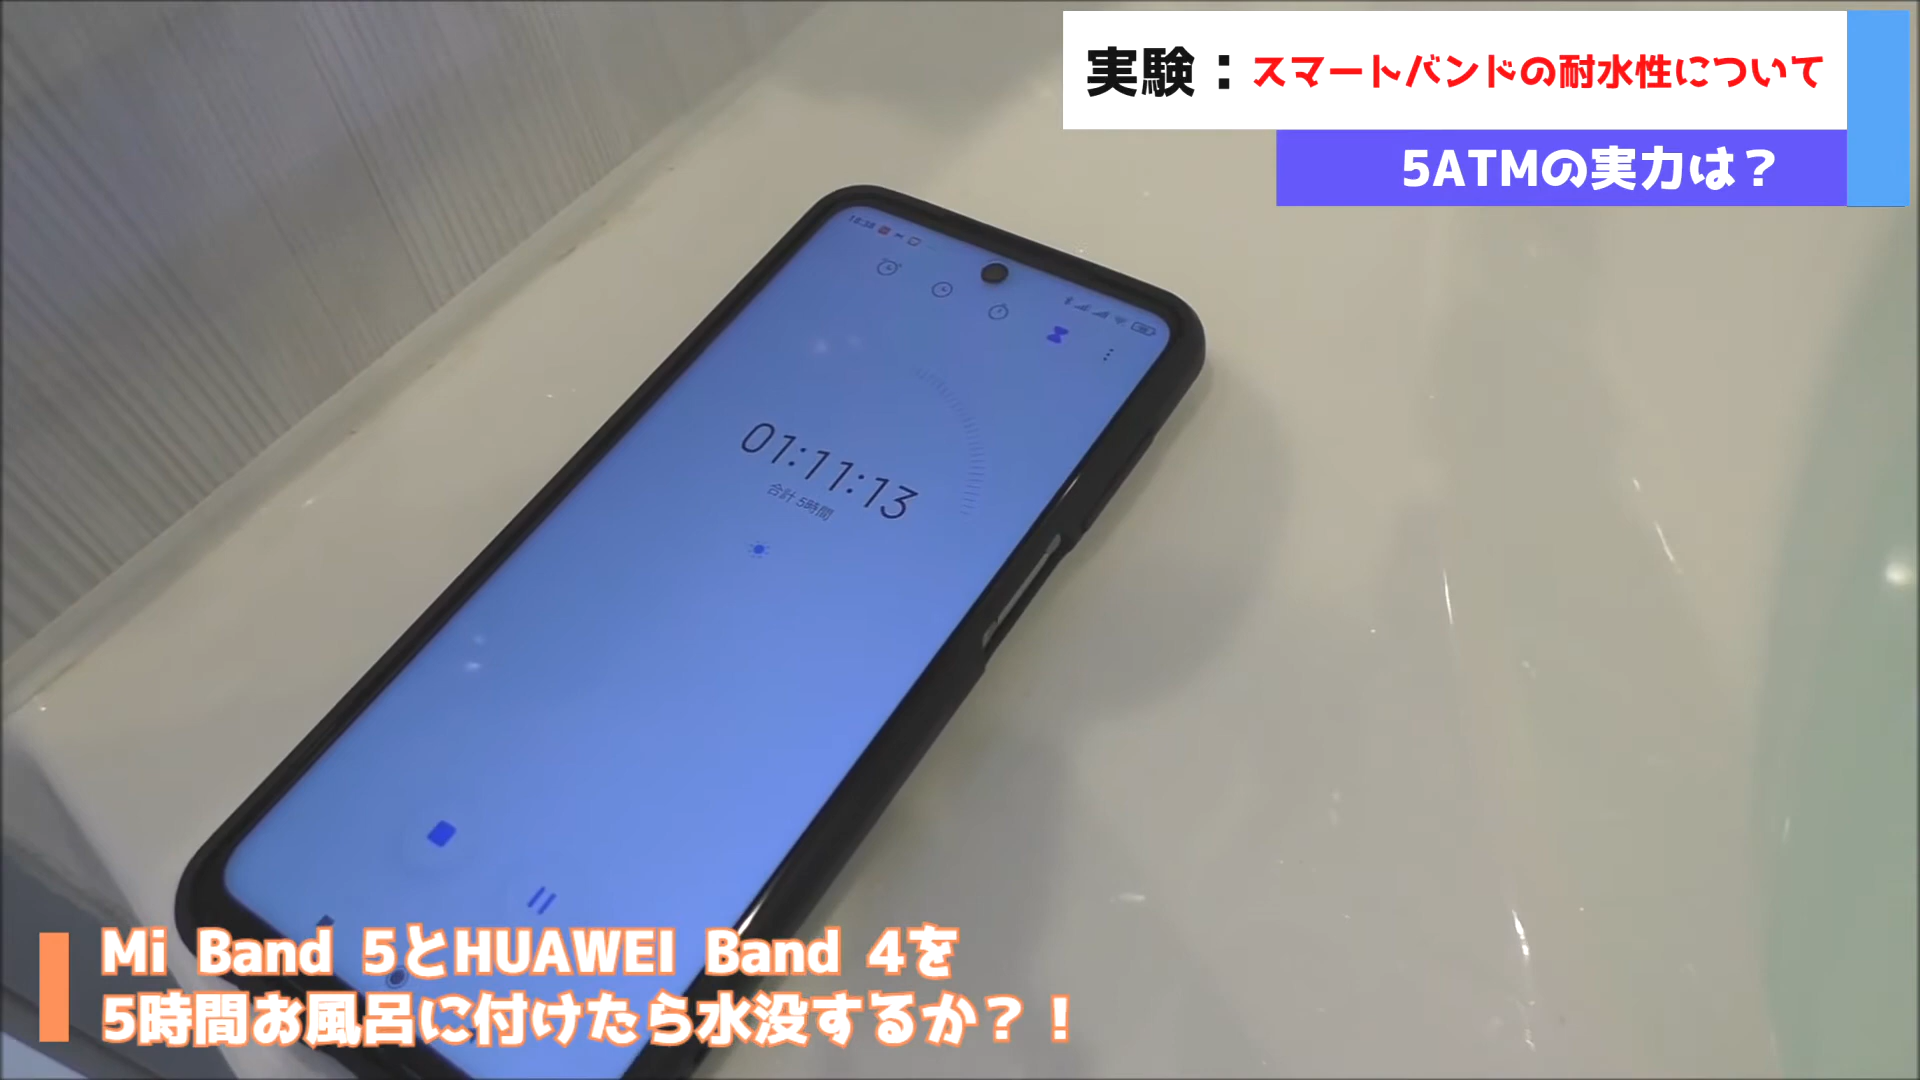 実験：スマートバンドの耐水性について
5ATMの実力は？
01:11:13
合計 5時間
Mi Band 5とHUAWEI Band 4を
5時間お風呂に付けたら水没するか？！